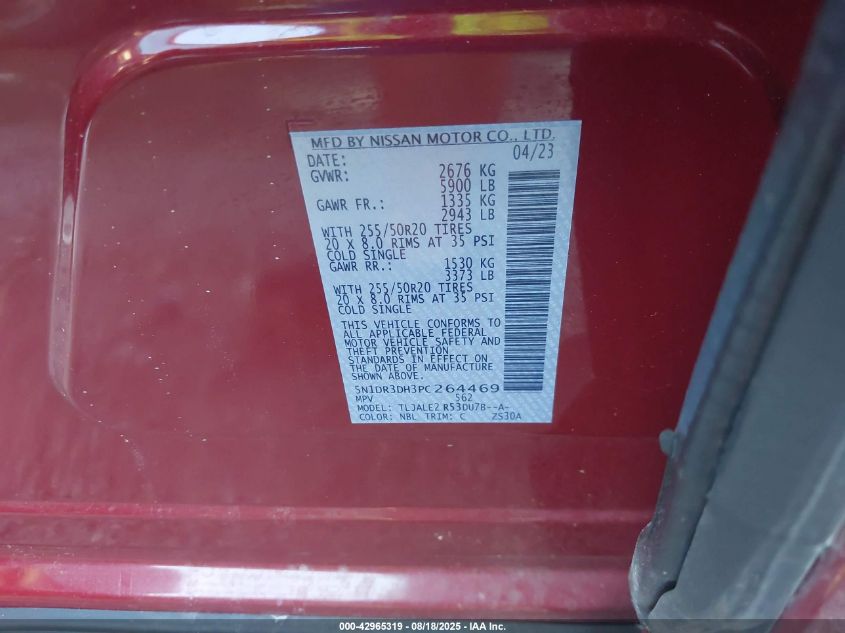 MFD BY NISSAN MOTOR CO., LTD.
DATE: 04/23
GVWR: 2676 KG
5900 LB
GAWR FR.: 1335 KG
2943 LB
WITH 255/50R20 TIRES
20 X 8.0 RIMS AT 35 PSI
COLD SINGLE
GAWR RR.: 1530 KG
3373 LB
WITH 255/50R20 TIRES
20 X 8.0 RIMS AT 35 PSI
COLD SINGLE
THIS VEHICLE CONFORMS TO
ALL APPLICABLE FEDERAL
MOTOR VEHICLE SAFETY AND
THEFT PREVENTION
STANDARDS IN EFFECT ON
THE DATE OF MANUFACTURE
SHOWN ABOVE.
5N1DR3DH3PC264469
MPV 562
MODEL: TLJALE2 R53DU7B--A-
COLOR: NBL TRIM: C ZS30A
000-42965319 - 08/18/2025 - IAA Inc.